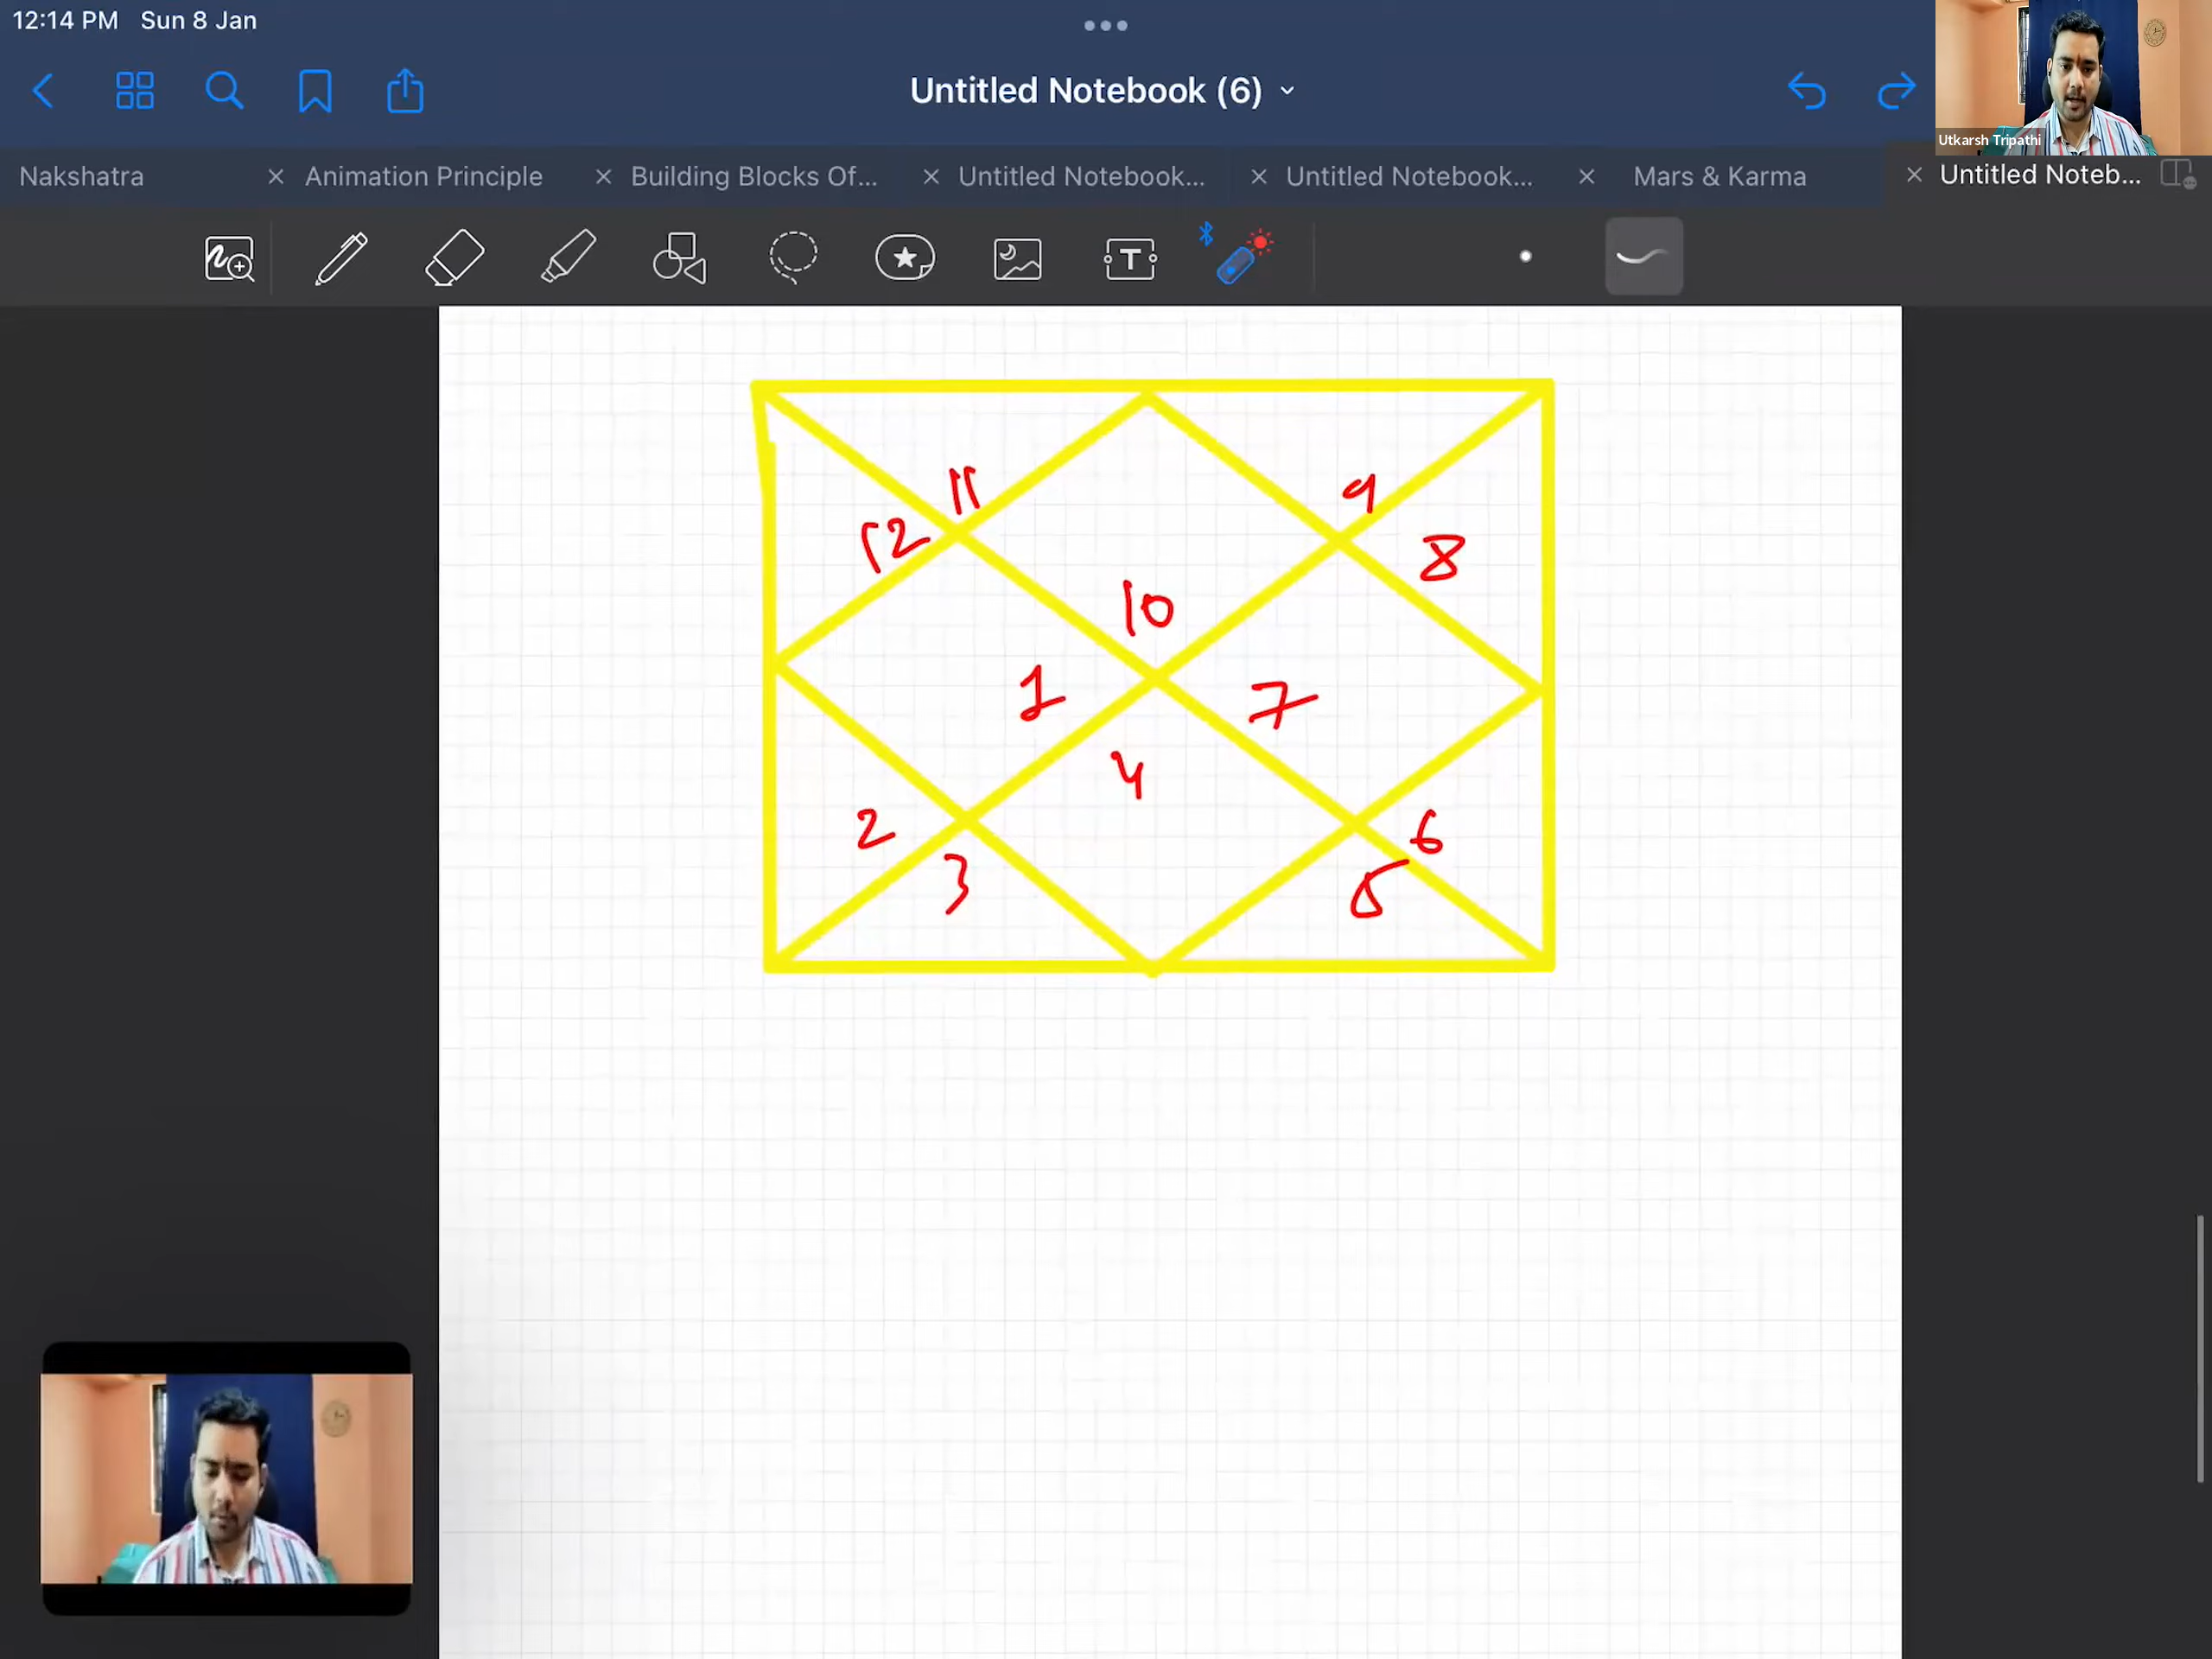 12:14 PM Sun 8 Jan
Untitled Notebook (6)
Utkarsh Tripathi
Nakshatra
Animation Principle
Building Blocks Of...
Untitled Notebook...
Untitled Notebook...
Mars & Karma
Untitled Noteb...
T
11
9
12
8
10
1
7
4
2
6
3
5